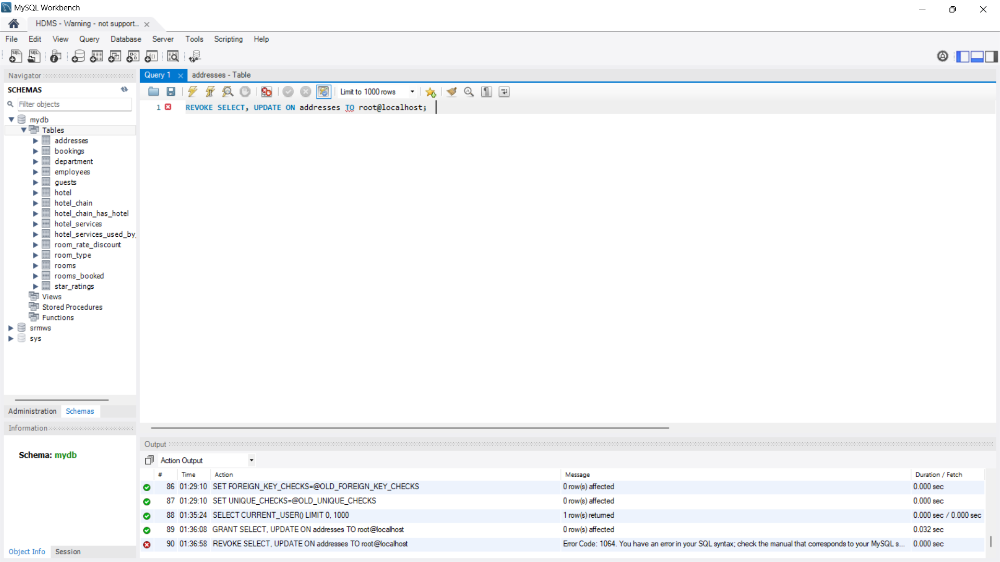 MySQL Workbench
HDMS - Warning - not support...
File Edit View Query Database Server Tools Scripting Help
Navigator
SCHEMAS
Filter objects
mydb
Tables
addresses
bookings
department
employees
guests
hotel
hotel_chain
hotel_chain_has_hotel
hotel_services
hotel_services_used_by_
room_rate_discount
room_type
rooms
rooms_booked
star_ratings
Views
Stored Procedures
Functions
srmws
sys
Administration Schemas
Information
Schema: mydb
Object Info Session
Query 1 addresses - Table
Limit to 1000 rows
1 REVOKE SELECT, UPDATE ON addresses TO root@localhost;
Output
Action Output
# Time Action Message Duration / Fetch
86 01:29:10 SET FOREIGN_KEY_CHECKS=@OLD_FOREIGN_KEY_CHECKS 0 row(s) affected 0.000 sec
87 01:29:10 SET UNIQUE_CHECKS=@OLD_UNIQUE_CHECKS 0 row(s) affected 0.000 sec
88 01:35:24 SELECT CURRENT_USER() LIMIT 0, 1000 1 row(s) returned 0.000 sec / 0.000 sec
89 01:36:08 GRANT SELECT, UPDATE ON addresses TO root@localhost 0 row(s) affected 0.032 sec
90 01:36:58 REVOKE SELECT, UPDATE ON addresses TO root@localhost Error Code: 1064. You have an error in your SQL syntax; check the manual that corresponds to your MySQL s... 0.000 sec